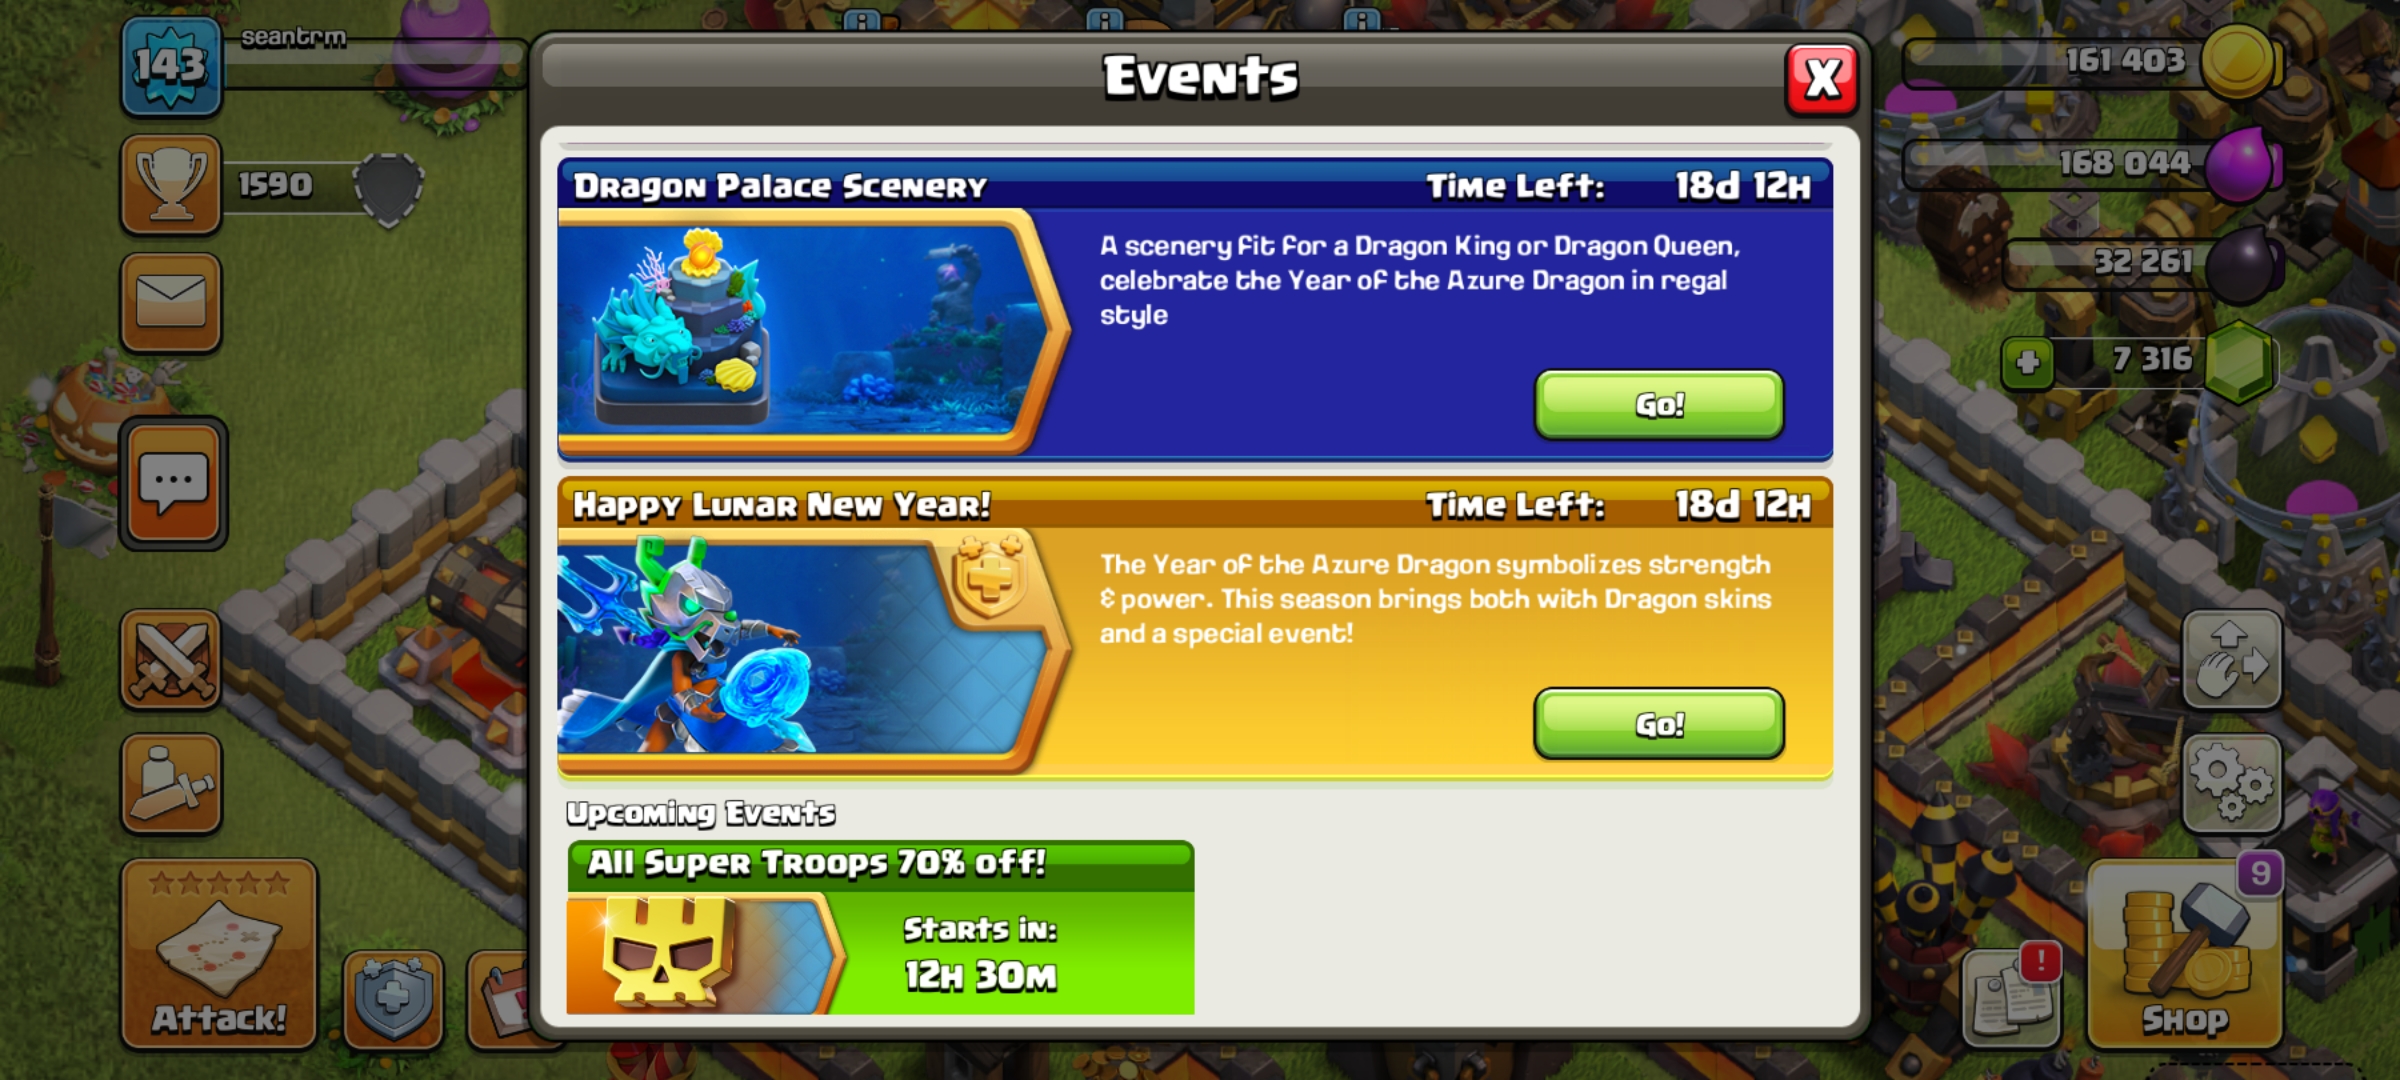 143
seantrm
1590
Attack!
Events
X
Dragon Palace Scenery
Time Left: 18d 12H
A scenery fit for a Dragon King or Dragon Queen,
celebrate the Year of the Azure Dragon in regal
style
Go!
Happy Lunar New Year!
Time Left: 18d 12H
The Year of the Azure Dragon symbolizes strength
& power. This season brings both with Dragon skins
and a special event!
Go!
Upcoming Events
All Super Troops 70% off!
Starts in:
12H 30M
161 403
168 044
32 261
+ 7 316
9
!
Shop